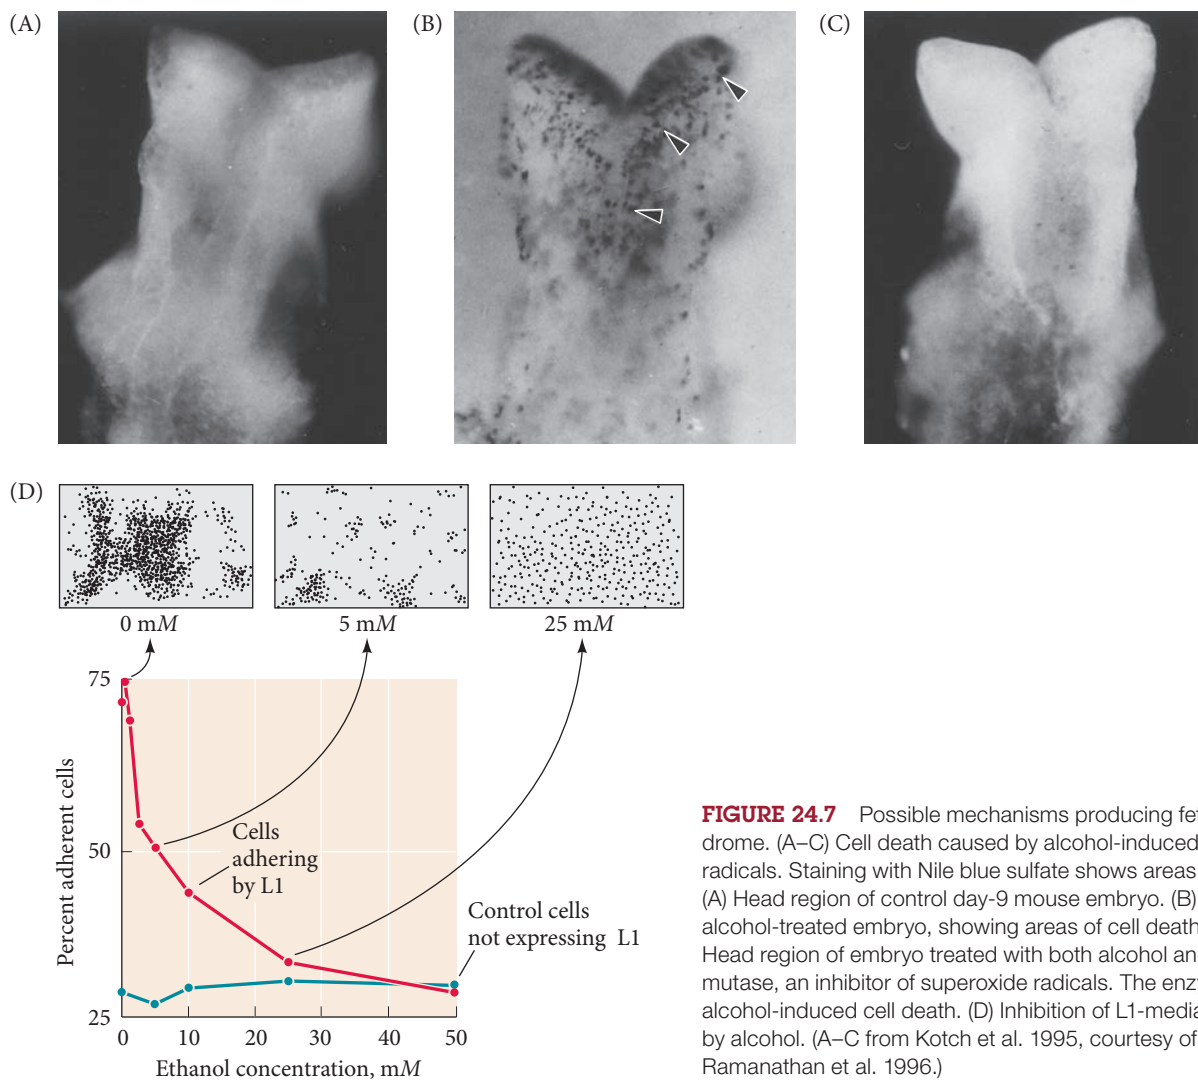 (A)
(B)
(C)
(D)
0 mM
5 mM
25 mM
75
50
25
Percent adherent cells
Cells
adhering
by L1
Control cells
not expressing L1
0
10
20
30
40
50
Ethanol concentration, mM
FIGURE 24.7 Possible mechanisms producing
drome. (A–C) Cell death caused by alcohol-induced
radicals. Staining with Nile blue sulfate shows areas
(A) Head region of control day-9 mouse embryo. (B)
alcohol-treated embryo, showing areas of cell death
Head region of embryo treated with both alcohol
mutase, an inhibitor of superoxide radicals. The
alcohol-induced cell death. (D) Inhibition of
by alcohol. (A–C from Kotch et al. 1995, courtesy of
Ramanathan et al. 1996.)